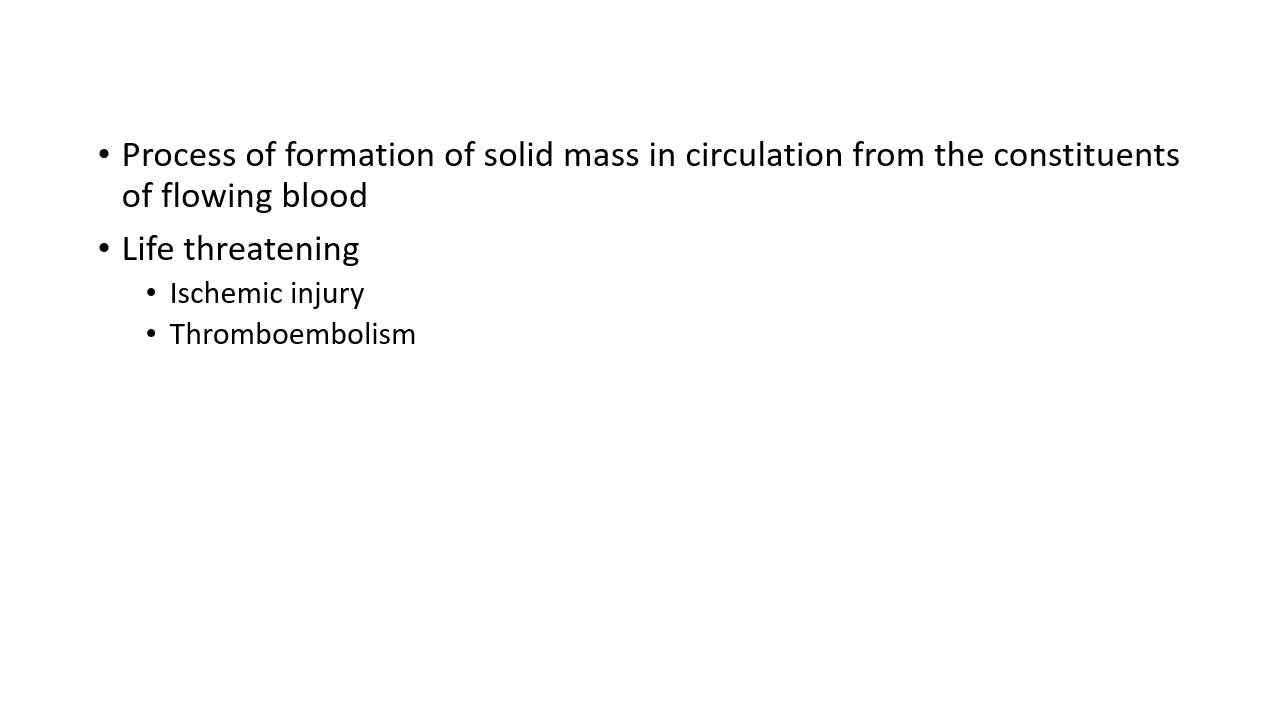 • Process of formation of solid mass in circulation from the constituents
of flowing blood
• Life threatening
• Ischemic injury
• Thromboembolism